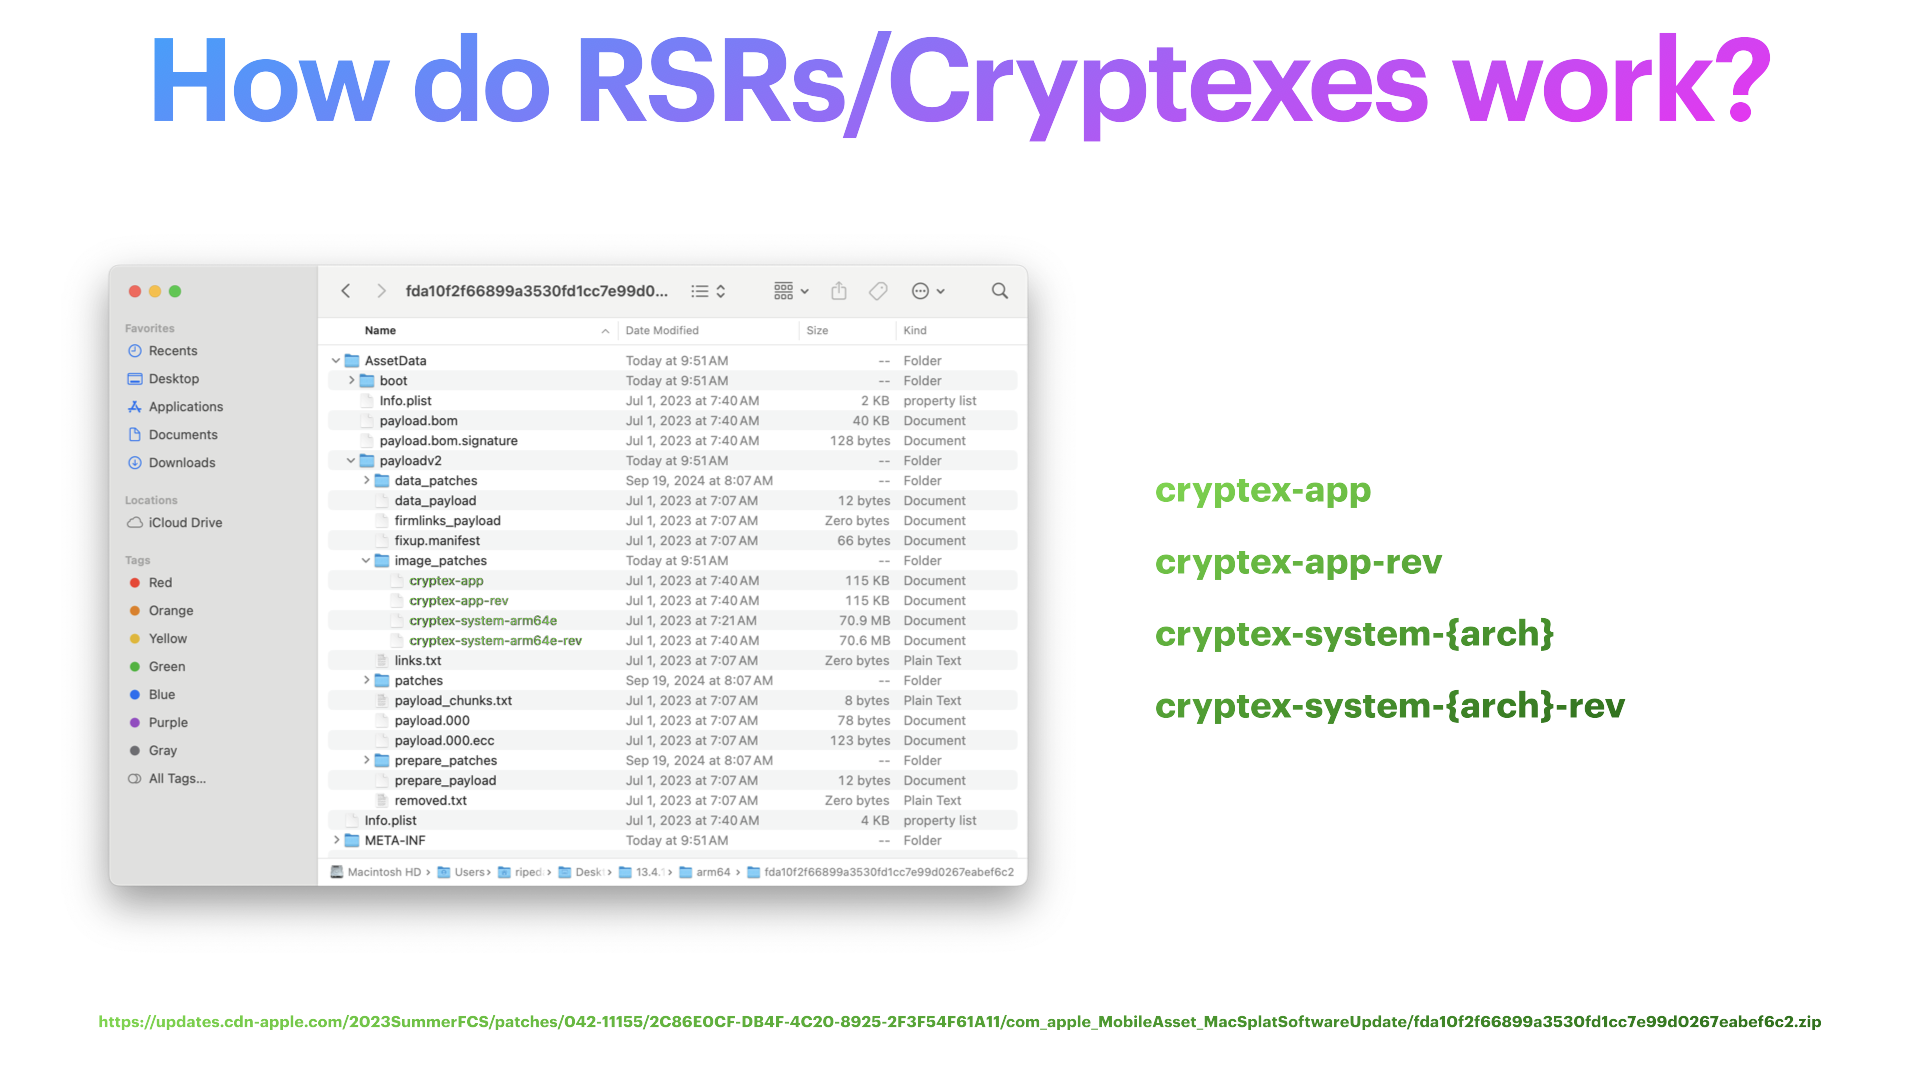 How do RSRs/Cryptexes work?
fda10f2f66899a3530fd1cc7e99d0...
Favorites
Recents
Desktop
Applications
Documents
Downloads
Locations
iCloud Drive
Tags
Red
Orange
Yellow
Green
Blue
Purple
Gray
All Tags...
Name Date Modified Size Kind
AssetData Today at 9:51 AM -- Folder
boot Today at 9:51 AM -- Folder
Info.plist Jul 1, 2023 at 7:40 AM 2 KB property list
payload.bom Jul 1, 2023 at 7:40 AM 40 KB Document
payload.bom.signature Jul 1, 2023 at 7:40 AM 128 bytes Document
payloadv2 Today at 9:51 AM -- Folder
data_patches Sep 19, 2024 at 8:07 AM -- Folder
data_payload Jul 1, 2023 at 7:07 AM 12 bytes Document
firmlinks_payload Jul 1, 2023 at 7:07 AM Zero bytes Document
fixup.manifest Jul 1, 2023 at 7:07 AM 66 bytes Document
image_patches Today at 9:51 AM -- Folder
cryptex-app Jul 1, 2023 at 7:40 AM 115 KB Document
cryptex-app-rev Jul 1, 2023 at 7:40 AM 115 KB Document
cryptex-system-arm64e Jul 1, 2023 at 7:21 AM 70.9 MB Document
cryptex-system-arm64e-rev Jul 1, 2023 at 7:40 AM 70.6 MB Document
links.txt Jul 1, 2023 at 7:07 AM Zero bytes Plain Text
patches Sep 19, 2024 at 8:07 AM -- Folder
payload_chunks.txt Jul 1, 2023 at 7:07 AM 8 bytes Plain Text
payload.000 Jul 1, 2023 at 7:07 AM 78 bytes Document
payload.000.ecc Jul 1, 2023 at 7:07 AM 123 bytes Document
prepare_patches Sep 19, 2024 at 8:07 AM -- Folder
prepare_payload Jul 1, 2023 at 7:07 AM 12 bytes Document
removed.txt Jul 1, 2023 at 7:07 AM Zero bytes Plain Text
Info.plist Jul 1, 2023 at 7:40 AM 4 KB property list
META-INF Today at 9:51 AM -- Folder
Macintosh HD › Users › riped › Deskt › 13.4.1 › arm64 › fda10f2f66899a3530fd1cc7e99d0267eabef6c2
cryptex-app
cryptex-app-rev
cryptex-system-{arch}
cryptex-system-{arch}-rev
https://updates.cdn-apple.com/2023SummerFCS/patches/042-11155/2C86E0CF-DB4F-4C20-8925-2F3F54F61A11/com_apple_MobileAsset_MacSplatSoftwareUpdate/fda10f2f66899a3530fd1cc7e99d0267eabef6c2.zip